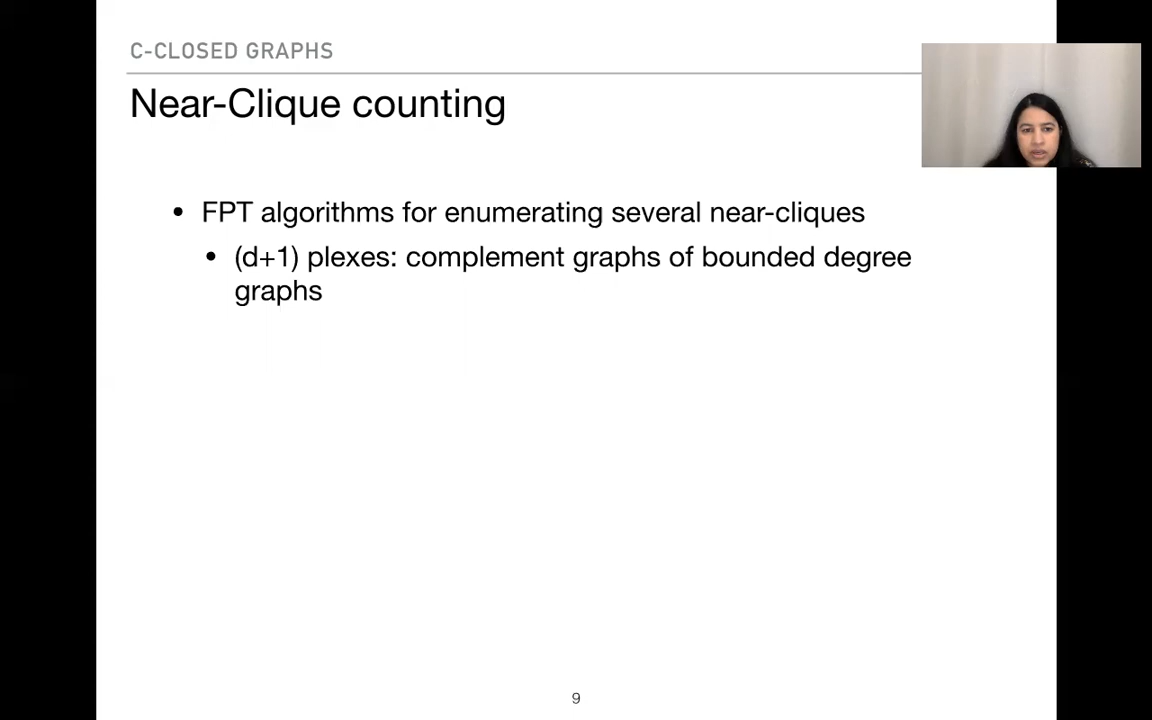 C-CLOSED GRAPHS
Near-Clique counting
• FPT algorithms for enumerating several near-cliques
• (d+1) plexes: complement graphs of bounded degree
graphs
9